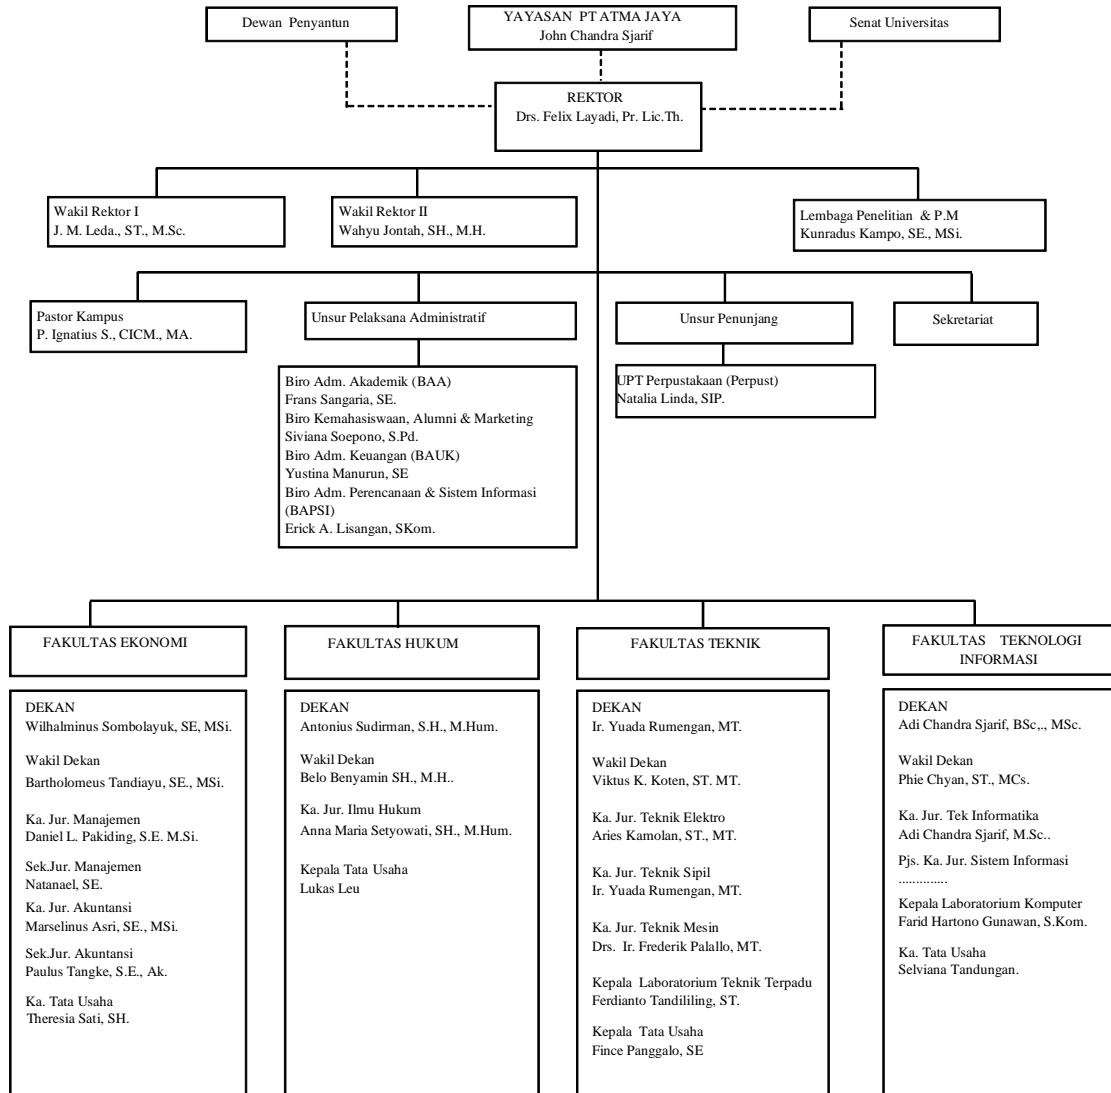 Dewan Penyantun
YAYASAN PT ATMA JAYA
John Chandra Sjarif
Senat Universitas
REKTOR
Drs. Felix Layadi, Pr. Lic.Th.
Wakil Rektor I
J. M. Leda., ST., M.Sc.
Wakil Rektor II
Wahyu Jontah, SH., M.H.
Lembaga Penelitian & P.M
Kunradus Kampo, SE., MSi.
Pastor Kampus
P. Ignatius S., CICM., MA.
Unsur Pelaksana Administratif
Unsur Penunjang
Sekretariat
Biro Adm. Akademik (BAA)
Frans Sangaria, SE.
Biro Kemahasiswaan, Alumni & Marketing
Siviana Soepono, S.Pd.
Biro Adm. Keuangan (BAUK)
Yustina Manurun, SE
Biro Adm. Perencanaan & Sistem Informasi
(BAPSI)
Erick A. Lisangan, SKom.
UPT Perpustakaan (Perpust)
Natalia Linda, SIP.
FAKULTAS EKONOMI
DEKAN
Wilhalminus Sombolayuk, SE, MSi.
Wakil Dekan
Bartholomeus Tandiayu, SE., MSi.
Ka. Jur. Manajemen
Daniel L. Pakiding, S.E. M.Si.
Sek.Jur. Manajemen
Natanael, SE.
Ka. Jur. Akuntansi
Marselinus Asri, SE., MSi.
Sek.Jur. Akuntansi
Paulus Tangke, S.E., Ak.
Ka. Tata Usaha
Theresia Sati, SH.
FAKULTAS HUKUM
DEKAN
Antonius Sudirman, S.H., M.Hum.
Wakil Dekan
Belo Benyamin SH., M.H..
Ka. Jur. Ilmu Hukum
Anna Maria Setyowati, SH., M.Hum.
Kepala Tata Usaha
Lukas Leu
FAKULTAS TEKNIK
DEKAN
Ir. Yuada Rumengan, MT.
Wakil Dekan
Viktus K. Koten, ST. MT.
Ka. Jur. Teknik Elektro
Aries Kamolan, ST., MT.
Ka. Jur. Teknik Sipil
Ir. Yuada Rumengan, MT.
Ka. Jur. Teknik Mesin
Drs. Ir. Frederik Palallo, MT.
Kepala Laboratorium Teknik Terpadu
Ferdianto Tandililing, ST.
Kepala Tata Usaha
Fince Panggalo, SE
FAKULTAS TEKNOLOGI
INFORMASI
DEKAN
Adi Chandra Sjarif, BSc,., MSc.
Wakil Dekan
Phie Chyan, ST., MCs.
Ka. Jur. Tek Informatika
Adi Chandra Sjarif, M.Sc..
Pjs. Ka. Jur. Sistem Informasi
..............
Kepala Laboratorium Komputer
Farid Hartono Gunawan, S.Kom.
Ka. Tata Usaha
Selviana Tandungan.